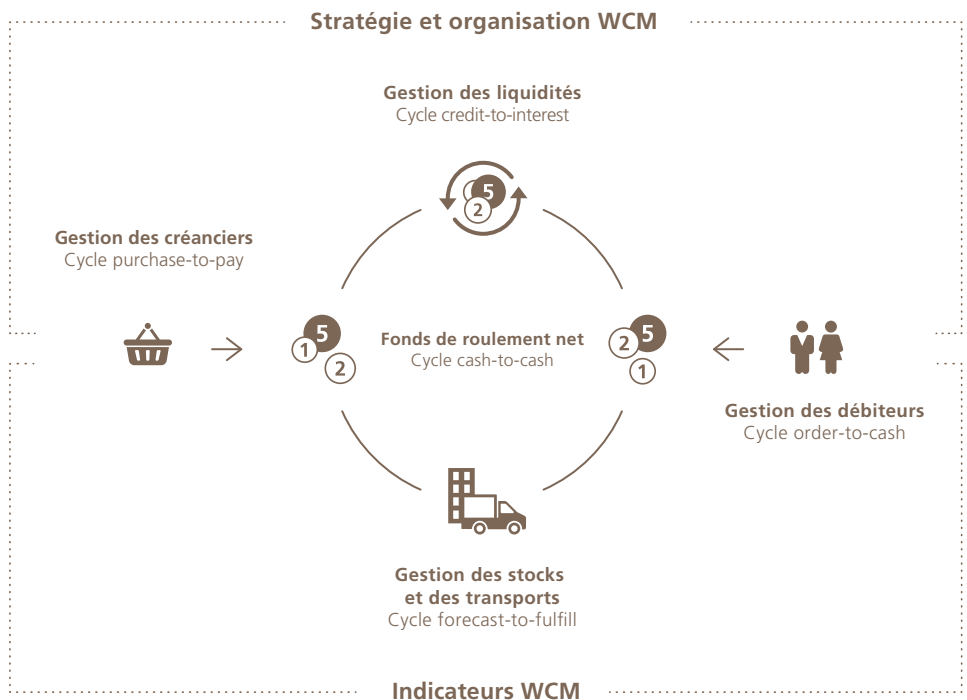 Stratégie et organisation WCM
Gestion des liquidités
Cycle credit-to-interest
5
2
Gestion des créanciers
Cycle purchase-to-pay
5
1
2
Fonds de roulement net
Cycle cash-to-cash
5
2
1
Gestion des débiteurs
Cycle order-to-cash
Gestion des stocks
et des transports
Cycle forecast-to-fulfill
Indicateurs WCM